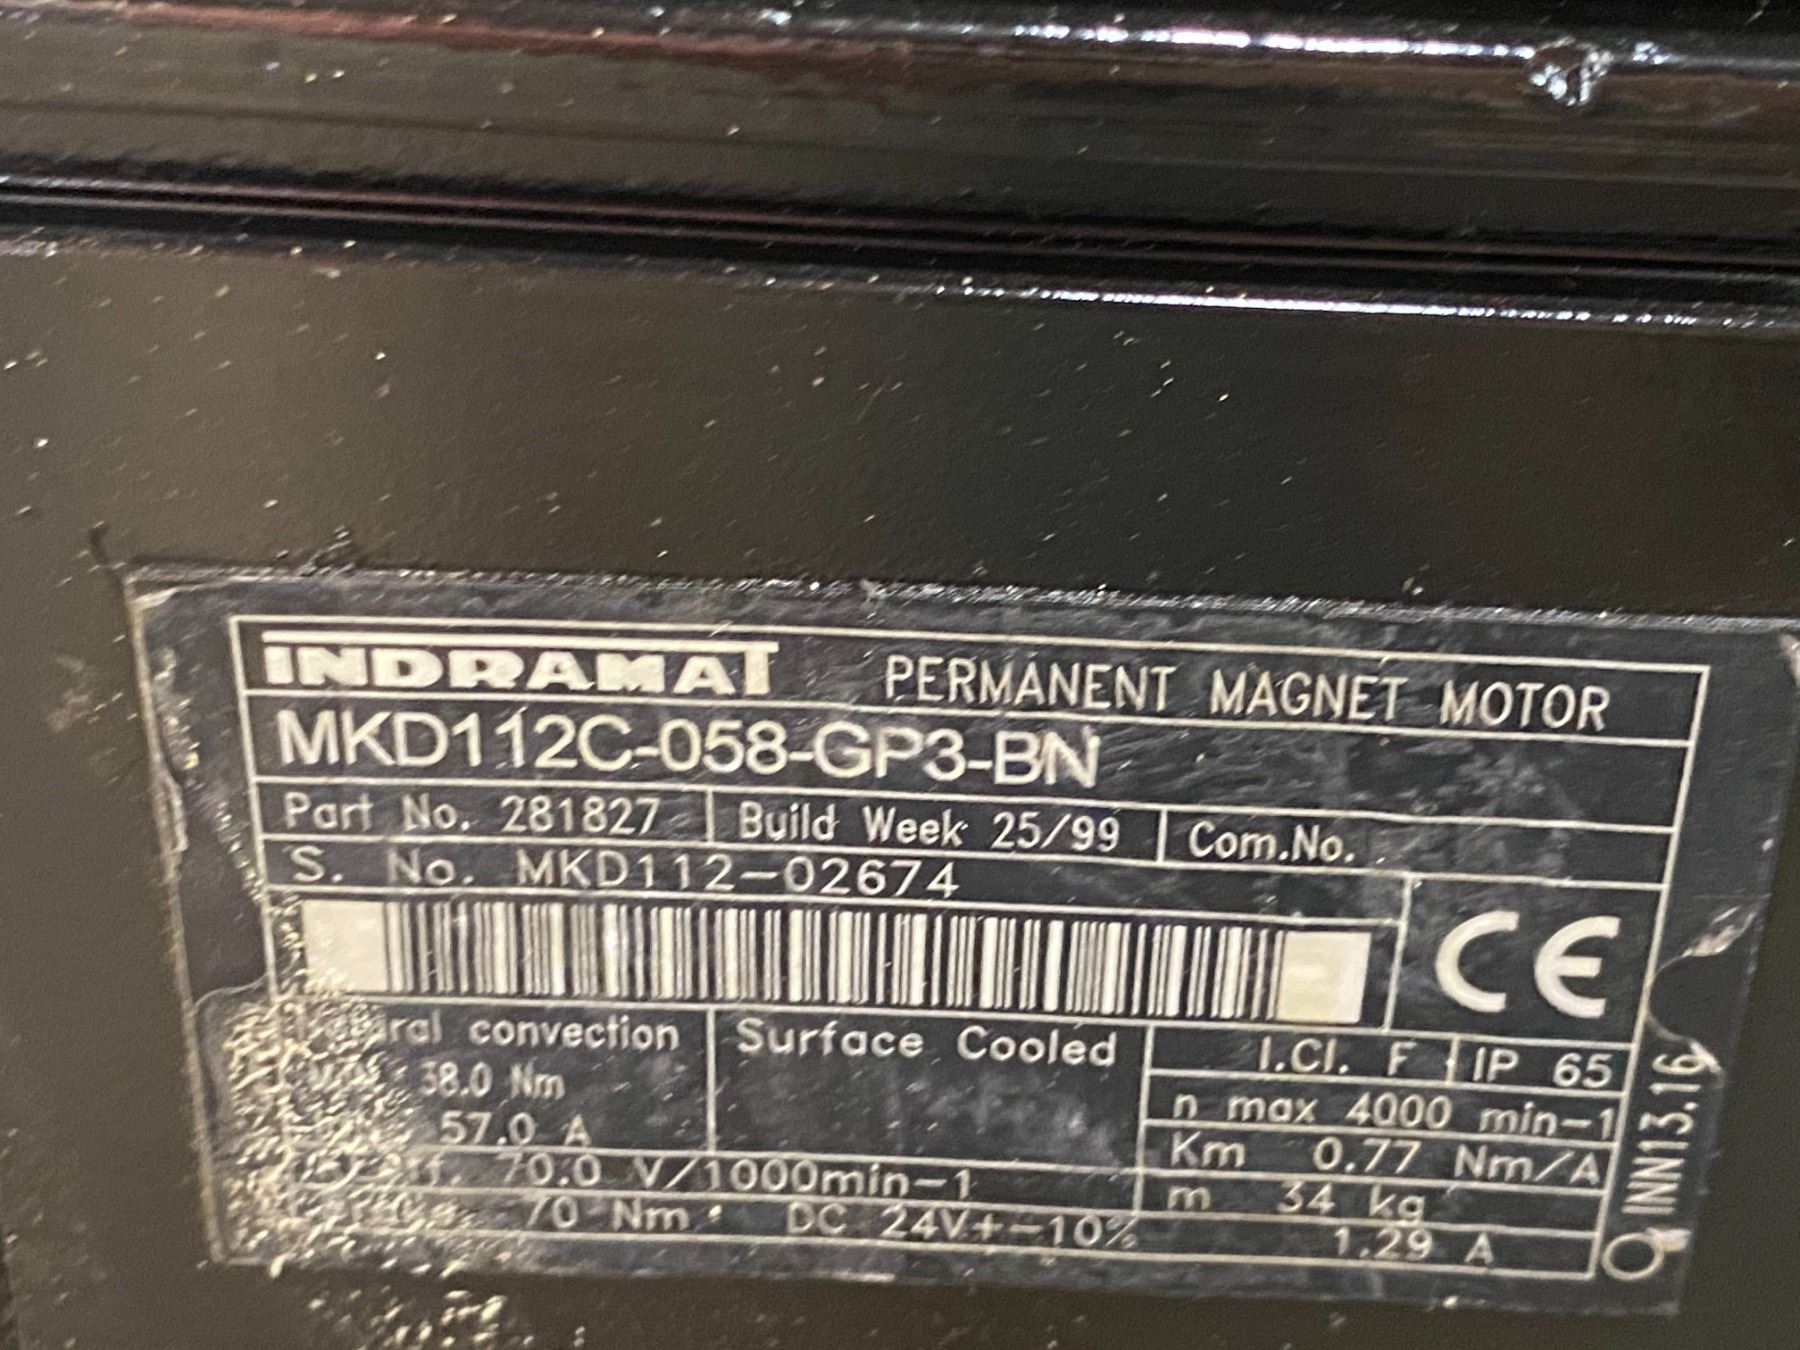 INDRAMAT PERMANENT MAGNET MOTOR
MKD112C-058-GP3-BN
Part No. 281827 Build Week 25/99 Com.No.
S. No. MKD112-02674
CE
convection Surface Cooled I.Cl. F IP 65
38.0 Nm n max 4000 min-1
57.0 A Km 0.77 Nm/A
70.0 V/1000min-1 m 34 kg
70 Nm DC 24V+-10% 1.29 A
INN13.16